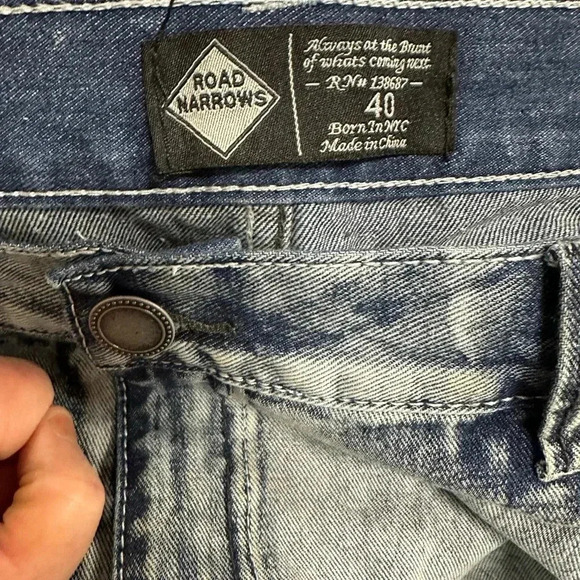 ROAD
NARROWS
Always at the Brunt
of whats coming next.
RN# 138687
40
Born In NYC
Made in China